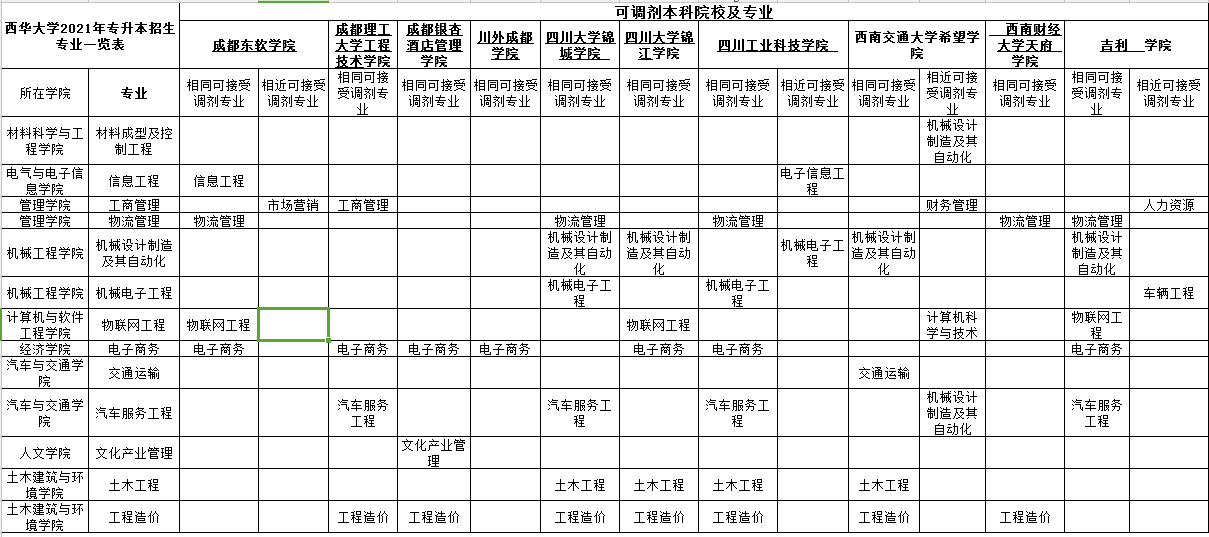 西华大学2021年专升本招生
专业一览表
可调剂本科院校及专业
成都东软学院
成都理工
大学工程
技术学院
成都银杏
酒店管理
学院
川外成都
学院
四川大学锦
城学院
四川大学锦
江学院
四川工业科技学院
西南交通大学希望学
院
西南财经
大学天府
学院
吉利 学院
所在学院
专业
相同可接受
调剂专业
相近可接受
调剂专业
相同可接
受调剂专
业
相同可接受
调剂专业
相同可接受
调剂专业
相同可接受
调剂专业
相同可接受
调剂专业
相同可接受
调剂专业
相近可接受
调剂专业
相同可接受
调剂专业
相近可接
受调剂专
业
相同可接受
调剂专业
相同可接
受调剂专
业
相近可接受
调剂专业
材料科学与工
程学院
材料成型及控
制工程
机械设计
制造及其
自动化
电气与电子信
息学院
信息工程
信息工程
电子信息工
程
管理学院
工商管理
市场营销
工商管理
财务管理
人力资源
管理学院
物流管理
物流管理
物流管理
物流管理
物流管理
物流管理
机械工程学院
机械设计制造
及其自动化
机械设计制
造及其自动
化
机械设计制
造及其自动
化
机械电子工
程
机械设计制
造及其自动
化
机械设计
制造及其
自动化
机械工程学院
机械电子工程
机械电子工
程
机械电子工
程
车辆工程
计算机与软件
工程学院
物联网工程
物联网工程
物联网工程
计算机科
学与技术
物联网工
程
经济学院
电子商务
电子商务
电子商务
电子商务
电子商务
电子商务
电子商务
电子商务
汽车与交通学
院
交通运输
交通运输
汽车与交通学
院
汽车服务工程
汽车服务
工程
汽车服务工
程
汽车服务工
程
机械设计
制造及其
自动化
汽车服务
工程
人文学院
文化产业管理
文化产业管
理
土木建筑与环
境学院
土木工程
土木工程
土木工程
土木工程
土木工程
土木建筑与环
境学院
工程造价
工程造价
工程造价
工程造价
工程造价
工程造价
工程造价
工程造价